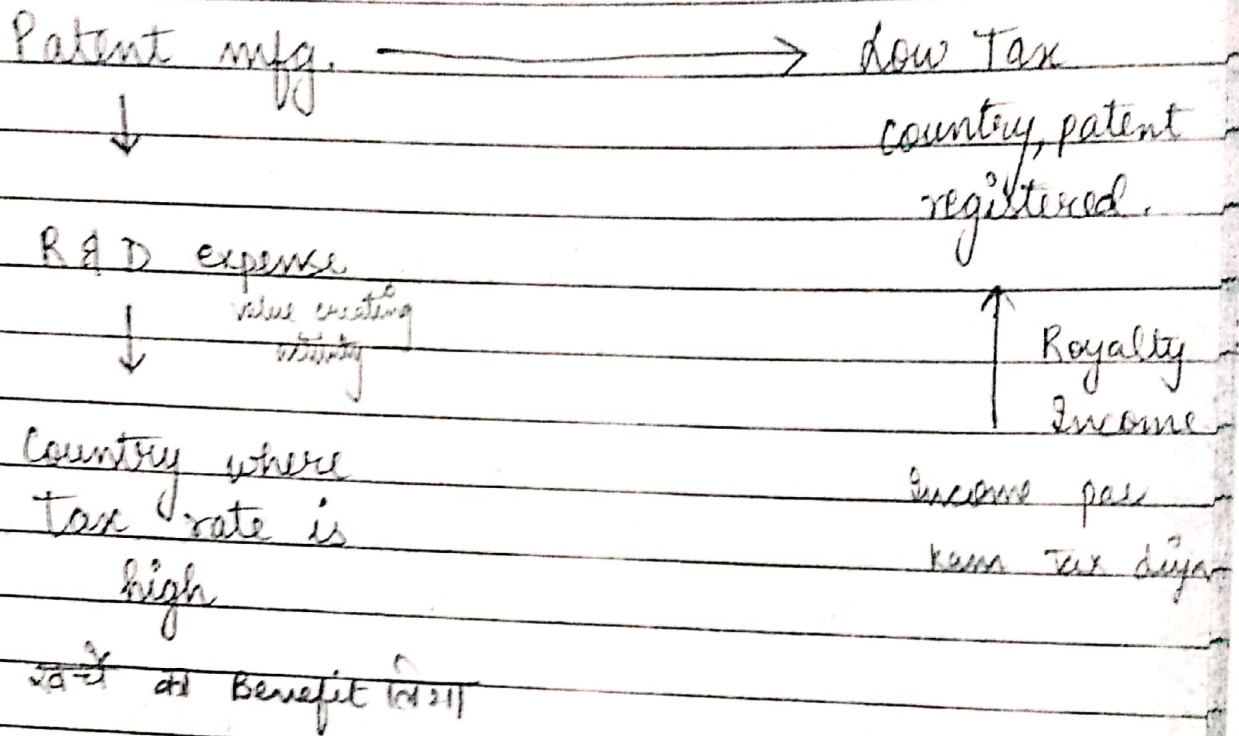 Patent mfg. → Low Tax
country, patent
registered.
↓
R & D expense
value creating
activity
↓
↑ Royalty
Income
Country where
Tax rate is
high
Income par
kam Tax diya
खर्चे का Benefit लिया